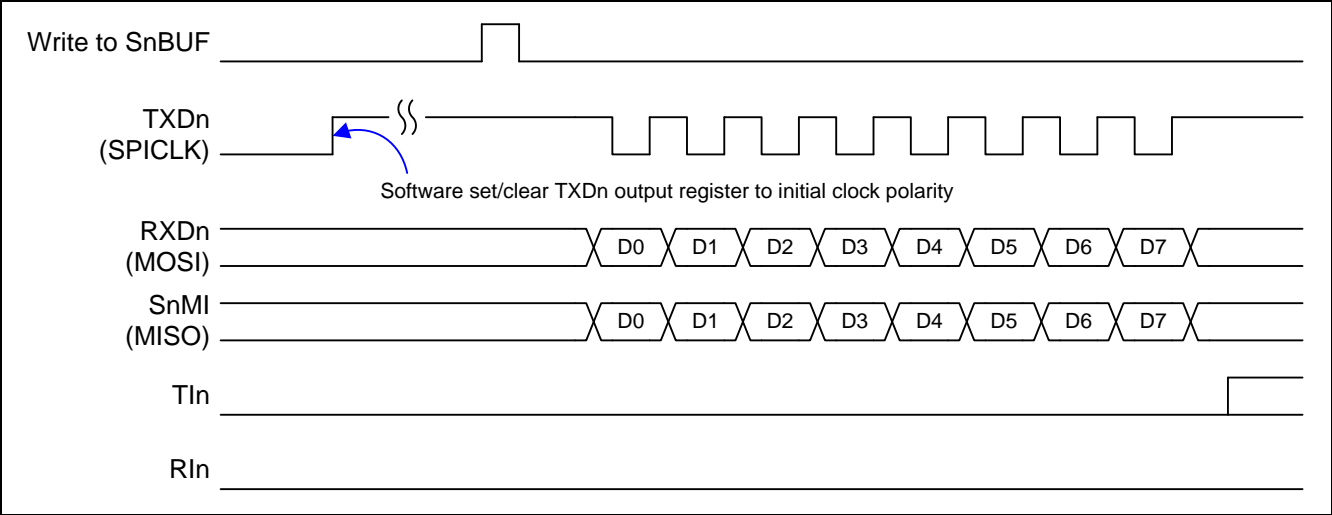 Write to SnBUF
TXDn
(SPICLK)
Software set/clear TXDn output register to initial clock polarity
RXDn
(MOSI)
D0 D1 D2 D3 D4 D5 D6 D7
SnMI
(MISO)
D0 D1 D2 D3 D4 D5 D6 D7
TIn
RIn